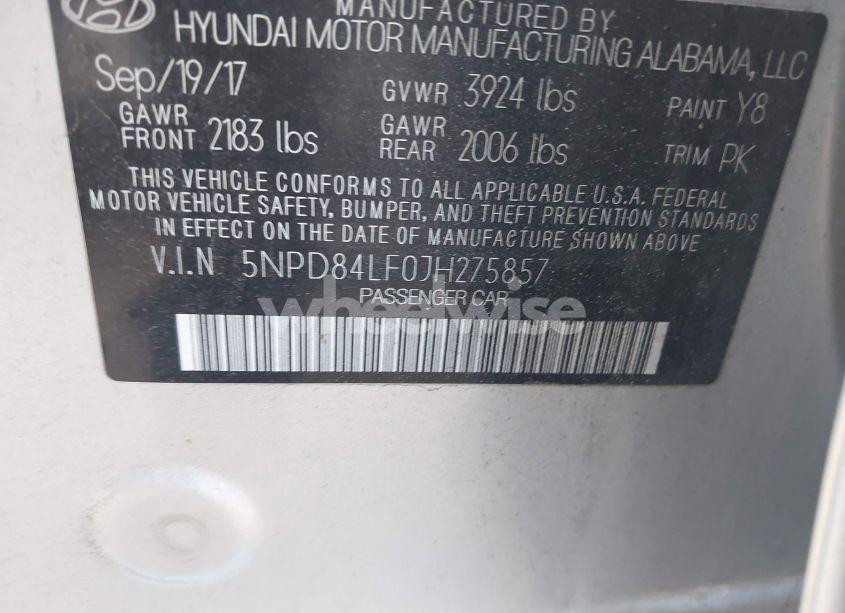 MANUFACTURED BY
HYUNDAI MOTOR MANUFACTURING ALABAMA, LLC
Sep/19/17 GVWR 3924 lbs PAINT Y8
GAWR FRONT 2183 lbs GAWR REAR 2006 lbs TRIM PK
THIS VEHICLE CONFORMS TO ALL APPLICABLE U.S.A. FEDERAL
MOTOR VEHICLE SAFETY, BUMPER, AND THEFT PREVENTION STANDARDS
IN EFFECT ON THE DATE OF MANUFACTURE SHOWN ABOVE
V.I.N 5NPD84LF0JH275857
PASSENGER CAR
wheelwise